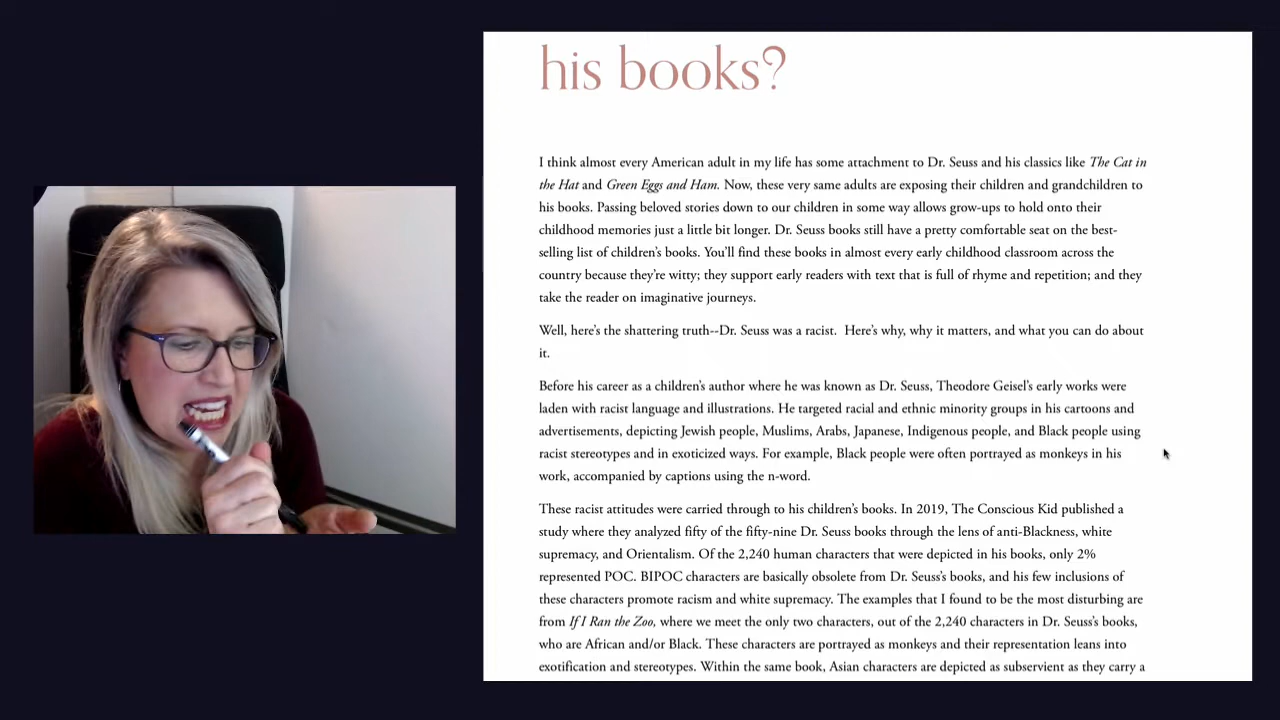 his books?
I think almost every American adult in my life has some attachment to Dr. Seuss and his classics like The Cat in
the Hat and Green Eggs and Ham. Now, these very same adults are exposing their children and grandchildren to
his books. Passing beloved stories down to our children in some way allows grow-ups to hold onto their
childhood memories just a little bit longer. Dr. Seuss books still have a pretty comfortable seat on the best-
selling list of children's books. You'll find these books in almost every early childhood classroom across the
country because they're witty; they support early readers with text that is full of rhyme and repetition; and they
take the reader on imaginative journeys.
Well, here's the shattering truth--Dr. Seuss was a racist.  Here's why, why it matters, and what you can do about
it.
Before his career as a children's author where he was known as Dr. Seuss, Theodore Geisel's early works were
laden with racist language and illustrations. He targeted racial and ethnic minority groups in his cartoons and
advertisements, depicting Jewish people, Muslims, Arabs, Japanese, Indigenous people, and Black people using
racist stereotypes and in exoticized ways. For example, Black people were often portrayed as monkeys in his
work, accompanied by captions using the n-word.
These racist attitudes were carried through to his children's books. In 2019, The Conscious Kid published a
study where they analyzed fifty of the fifty-nine Dr. Seuss books through the lens of anti-Blackness, white
supremacy, and Orientalism. Of the 2,240 human characters that were depicted in his books, only 2%
represented POC. BIPOC characters are basically obsolete from Dr. Seuss's books, and his few inclusions of
these characters promote racism and white supremacy. The examples that I found to be the most disturbing are
from If I Ran the Zoo, where we meet the only two characters, out of the 2,240 characters in Dr. Seuss's books,
who are African and/or Black. These characters are portrayed as monkeys and their representation leans into
exotification and stereotypes. Within the same book, Asian characters are depicted as subservient as they carry a